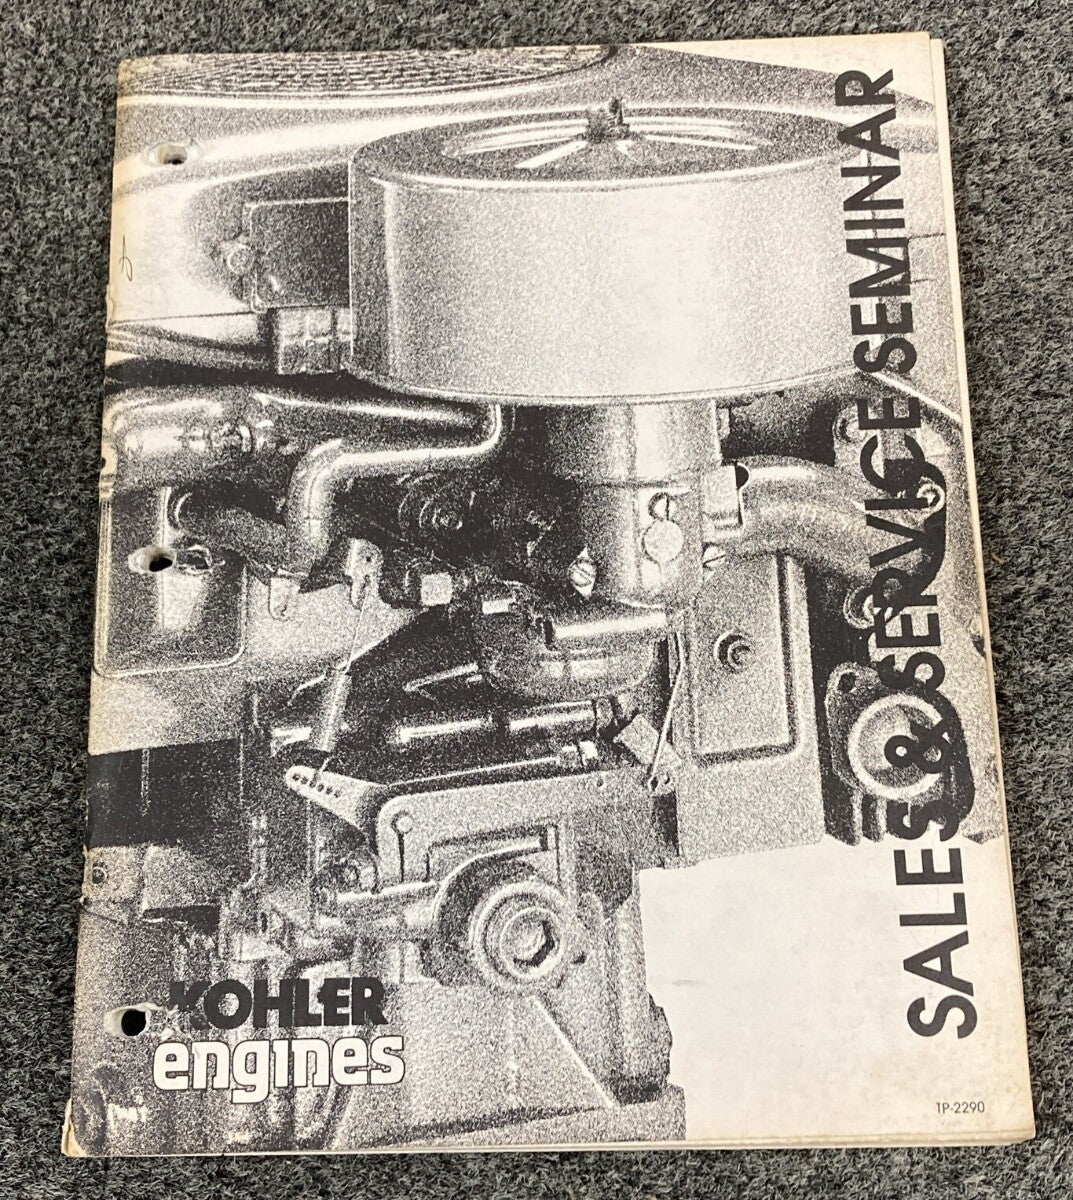 SALES & SERVICE SEMINAR
KOHLER
engines
TP-2290